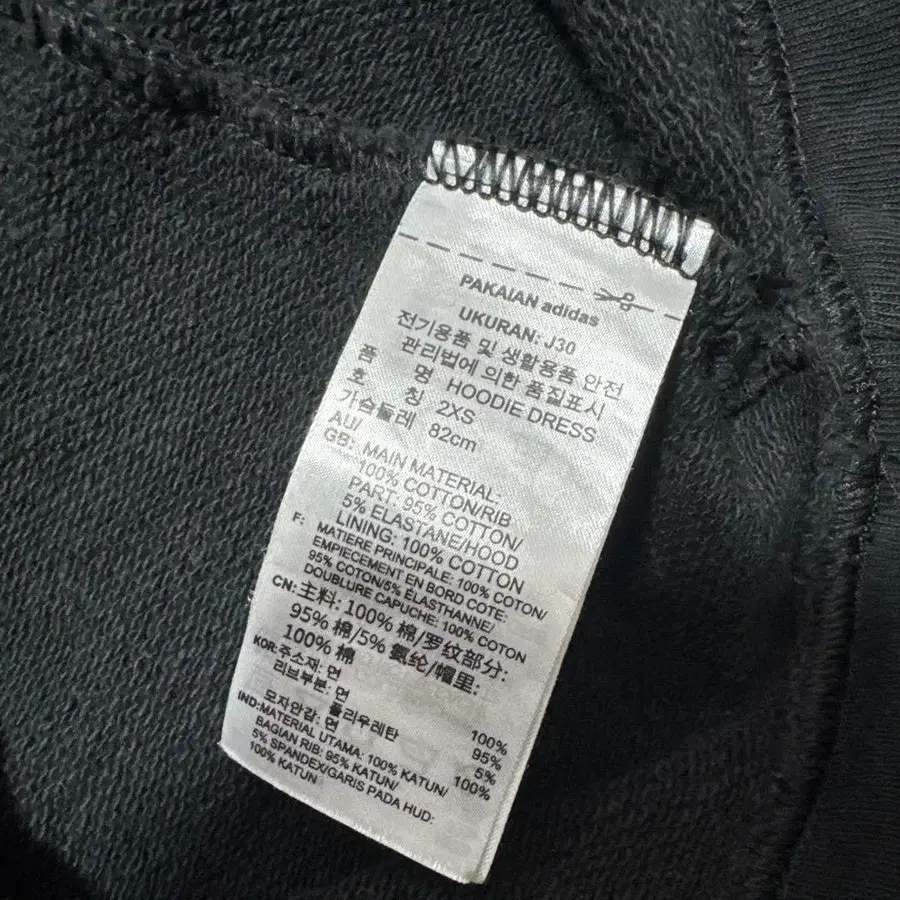 PAKAIAN adidas
UKURAN: J30
전기용품 및 생활용품 안전
관리법에 의한 품질표시
품 명 HOODIE DRESS
호 칭 2XS
가슴둘레 82cm
AU/
GB: MAIN MATERIAL:
100% COTTON/RIB
PART: 95% COTTON/
5% ELASTANE/HOOD
LINING: 100% COTTON
F: MATIERE PRINCIPALE: 100% COTON/
EMPIECEMENT EN BORD COTE:
95% COTON/5% ELASTHANNE/
DOUBLURE CAPUCHE: 100% COTON
CN: 主料: 100% 棉/罗纹部分:
95% 棉/5% 氨纶/帽里:
100% 棉
KOR: 주소재: 면 100%
리브부분: 면 95%
폴리우레탄 5%
모자안감: 면 100%
IND: MATERIAL UTAMA: 100% KATUN/
BAGIAN RIB: 95% KATUN/
5% SPANDEX/GARIS PADA HUD:
100% KATUN